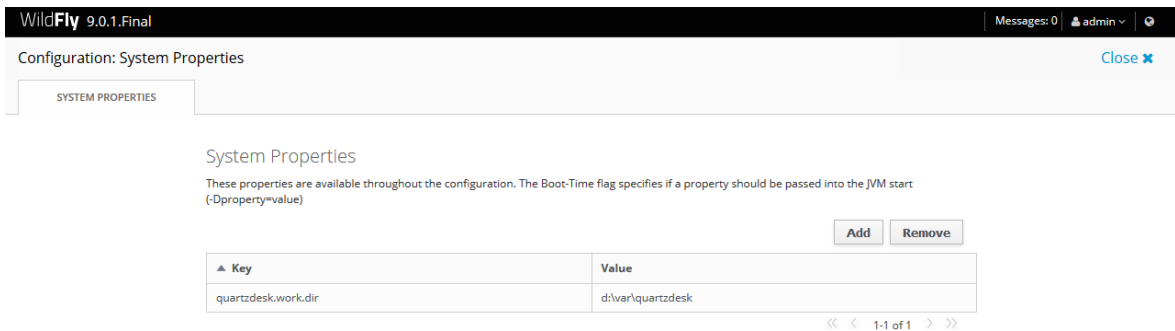 WildFly 9.0.1.Final Messages: 0 admin
Configuration: System Properties Close
SYSTEM PROPERTIES
System Properties
These properties are available throughout the configuration. The Boot-Time flag specifies if a property should be passed into the JVM start
(-Dproperty=value)
Add Remove
Key Value
quartzdesk.work.dir d:\var\quartzdesk
1-1 of 1